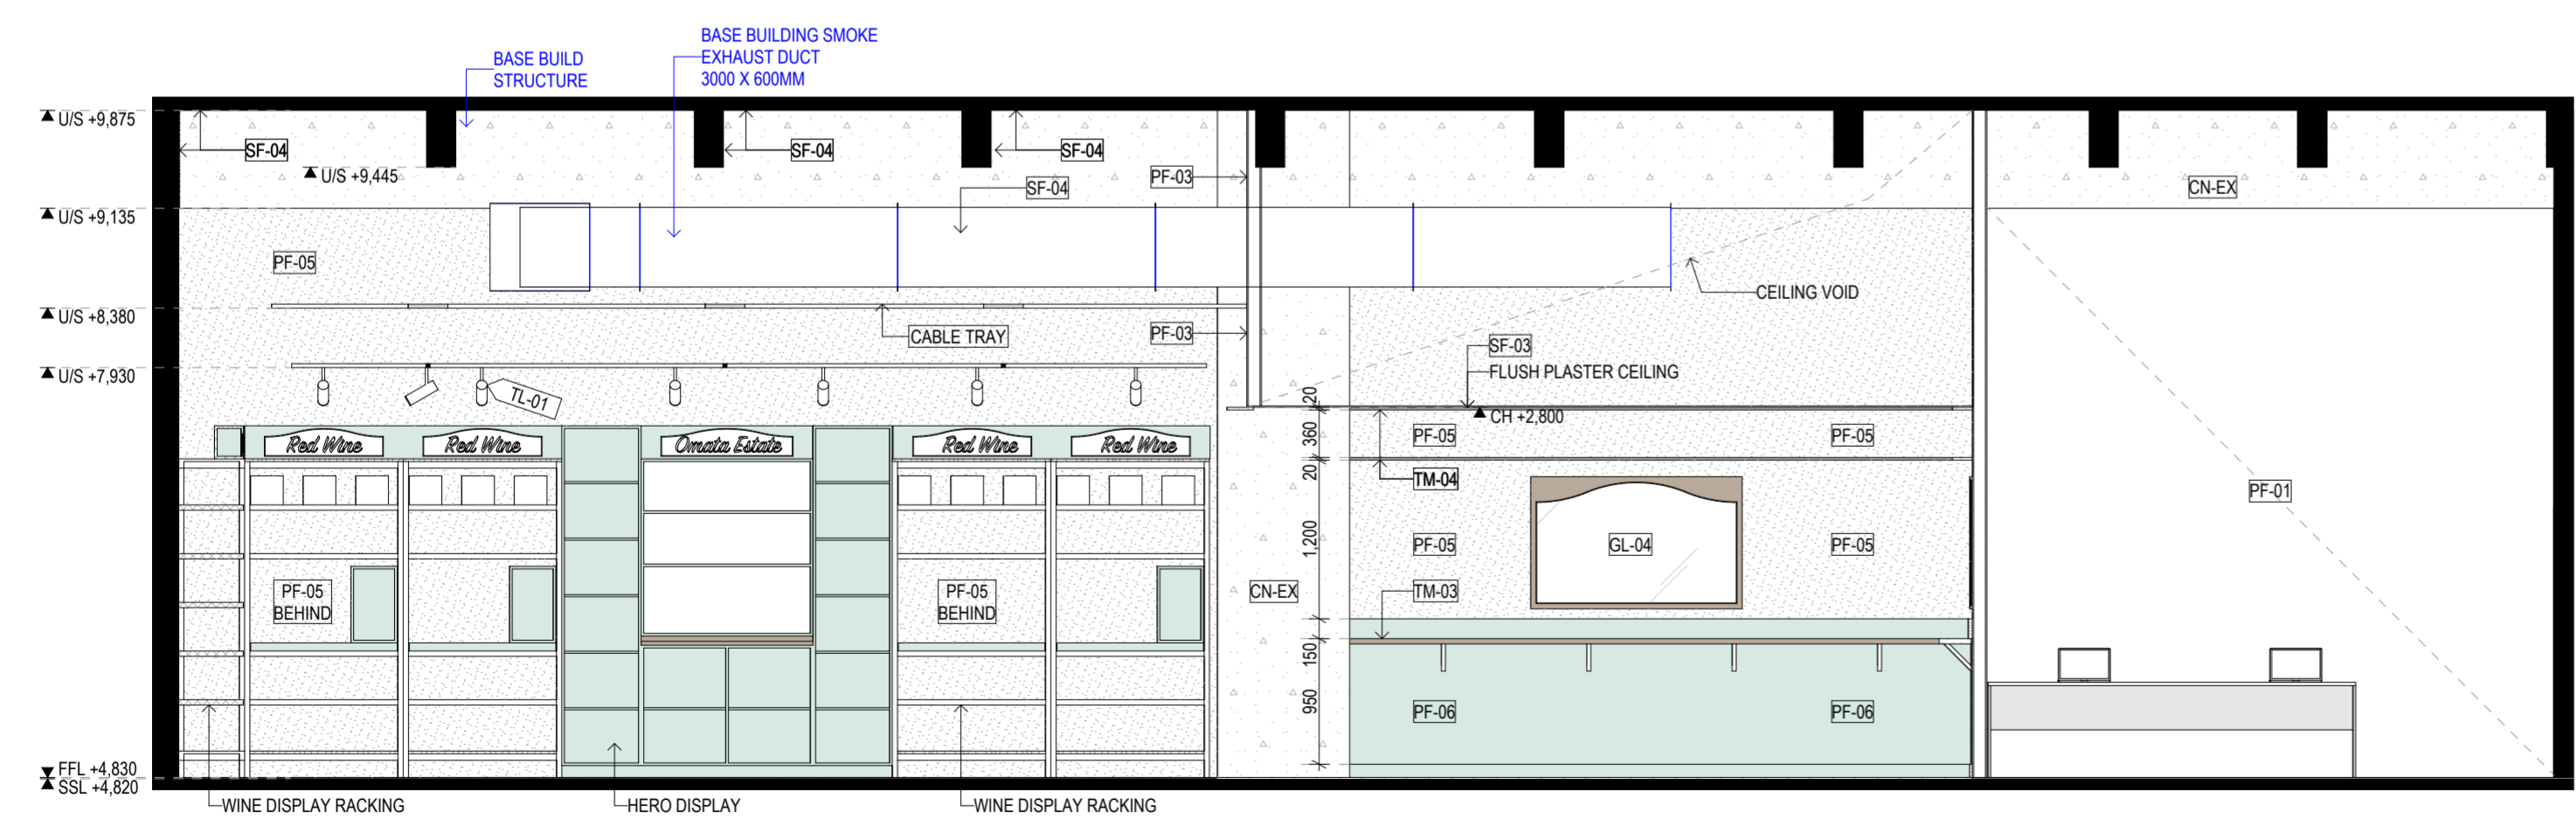 BASE BUILDING SMOKE
EXHAUST DUCT
3000 X 600MM
BASE BUILD
STRUCTURE
U/S +9,875
SF-04
SF-04
SF-04
U/S +9,445
PF-03
SF-04
CN-EX
U/S +9,135
PF-05
CEILING VOID
U/S +8,380
CABLE TRAY
PF-03
SF-03
U/S +7,930
FLUSH PLASTER CEILING
TL-01
20
CH +2,800
Red Wine
Red Wine
Omata Estate
Red Wine
Red Wine
360
PF-05
PF-05
20
TM-04
PF-01
1,200
PF-05
GL-04
PF-05
PF-05
BEHIND
PF-05
BEHIND
CN-EX
TM-03
150
950
PF-06
PF-06
FFL +4,830
SSL +4,820
WINE DISPLAY RACKING
HERO DISPLAY
WINE DISPLAY RACKING